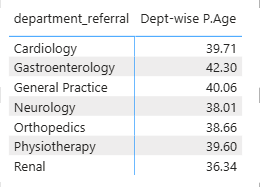 department_referral Dept-wise P.Age
Cardiology 39.71
Gastroenterology 42.30
General Practice 40.06
Neurology 38.01
Orthopedics 38.66
Physiotherapy 39.60
Renal 36.34